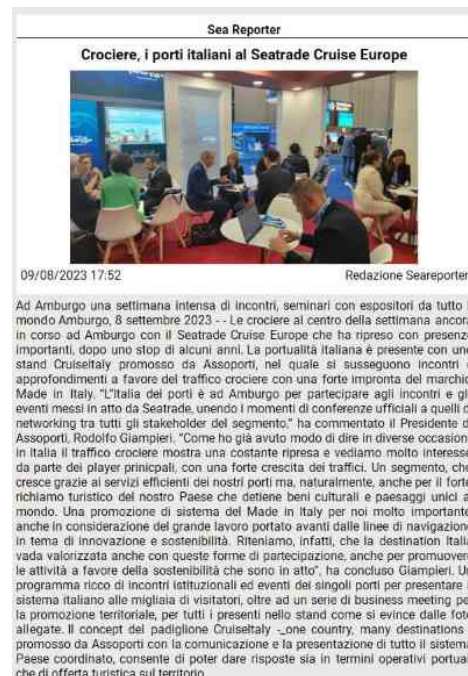 Sea Reporter
Crociere, i porti italiani al Seatrade Cruise Europe
09/08/2023 17:52
Redazione Seareporter
Ad Amburgo una settimana intensa di incontri, seminari con espositori da tutto
mondo Amburgo, 8 settembre 2023 - - Le crociere al centro della settimana ancora
in corso ad Amburgo con il Seatrade Cruise Europe che ha ripreso con presenze
importanti, dopo uno stop di alcuni anni. La portualità italiana è presente con uno
stand CruiseItaly promosso da Assoporti, nel quale si susseguono incontri
approfondimenti a favore del traffico crociere con una forte impronta del marchio
Made in Italy. "L"Italia dei porti è ad Amburgo per partecipare agli incontri e gli
eventi messi in atto da Seatrade, unendo i momenti di conferenze ufficiali a quelli d
networking tra tutti gli stakeholder del segmento," ha commentato il Presidente d
Assoporti, Rodolfo Giampieri. "Come ho già avuto modo di dire in diverse occasion
in Italia il traffico crociere mostra una costante ripresa e vediamo molto interesse
da parte dei player prinicpali, con una forte crescita dei traffici. Un segmento, che
cresce grazie ai servizi efficienti dei nostri porti ma, naturalmente, anche per il forte
richiamo turistico del nostro Paese che detiene beni culturali e paesaggi unici a
mondo. Una promozione di sistema del Made in Italy per noi molto importante
anche in considerazione del grande lavoro portato avanti dalle linee di navigazione
in tema di innovazione e sostenibilità. Riteniamo, infatti, che la destination Italia
vada valorizzata anche con queste forme di partecipazione, anche per promuovere
le attività a favore della sostenibilità che sono in atto", ha concluso Giampieri. Un
programma ricco di incontri istituzionali ed eventi dei singoli porti per presentare
sistema italiano alle migliaia di visitatori, oltre ad un serie di business meeting pe
la promozione territoriale, per tutti i presenti nello stand come si evince dalle foto
allegate. Il concept del padiglione CruiseItaly -_one country, many destinations
promosso da Assoporti con la comunicazione e la presentazione di tutto il sistema
Paese coordinato, consente di poter dare risposte sia in termini operativi portual
che di offerta turistica sul territorio.